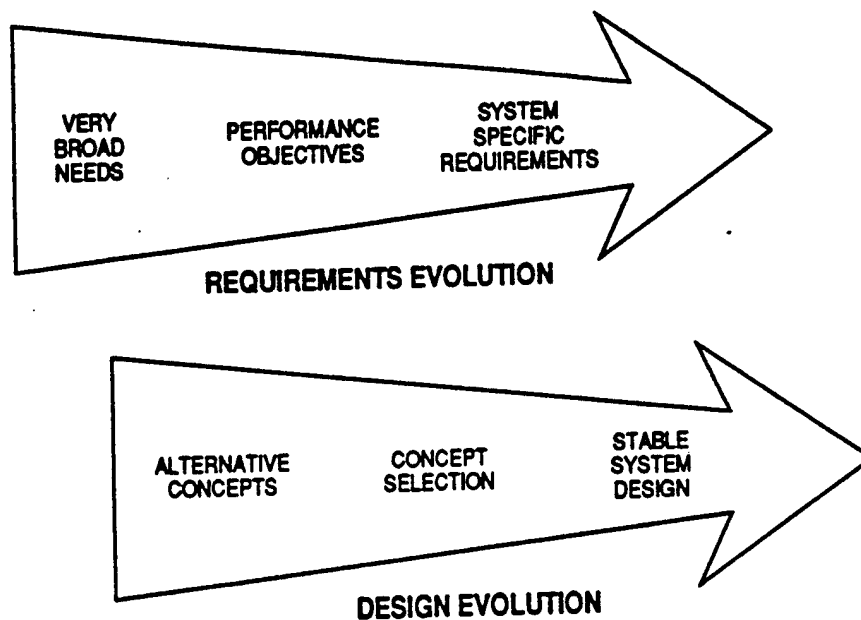 VERY
BROAD
NEEDS
PERFORMANCE
OBJECTIVES
SYSTEM
SPECIFIC
REQUIREMENTS
REQUIREMENTS EVOLUTION
ALTERNATIVE
CONCEPTS
CONCEPT
SELECTION
STABLE
SYSTEM
DESIGN
DESIGN EVOLUTION